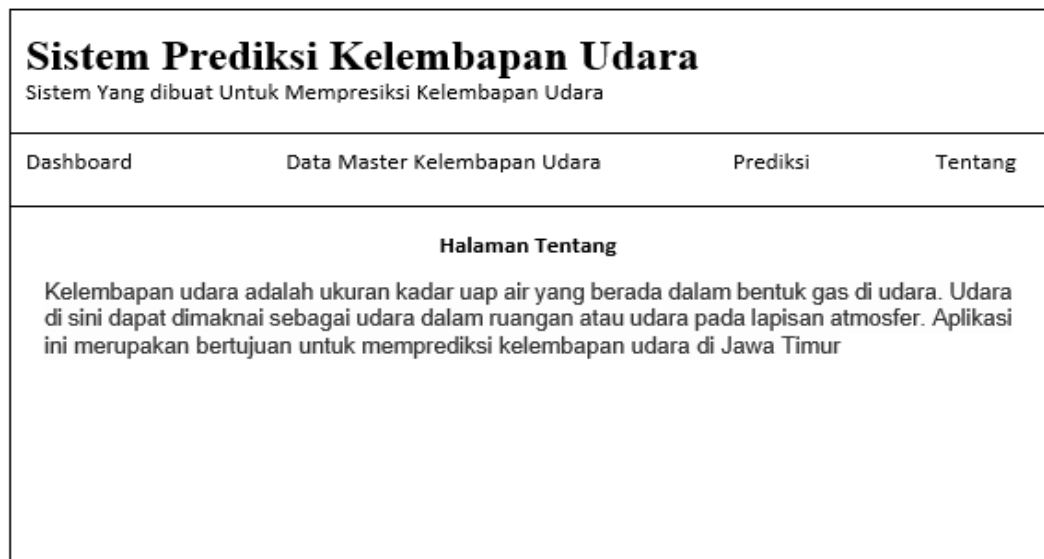 Sistem Prediksi Kelembapan Udara
Sistem Yang dibuat Untuk Mempresiksi Kelembapan Udara
Dashboard Data Master Kelembapan Udara Prediksi Tentang
Halaman Tentang
Kelembapan udara adalah ukuran kadar uap air yang berada dalam bentuk gas di udara. Udara
di sini dapat dimaknai sebagai udara dalam ruangan atau udara pada lapisan atmosfer. Aplikasi
ini merupakan bertujuan untuk memprediksi kelembapan udara di Jawa Timur